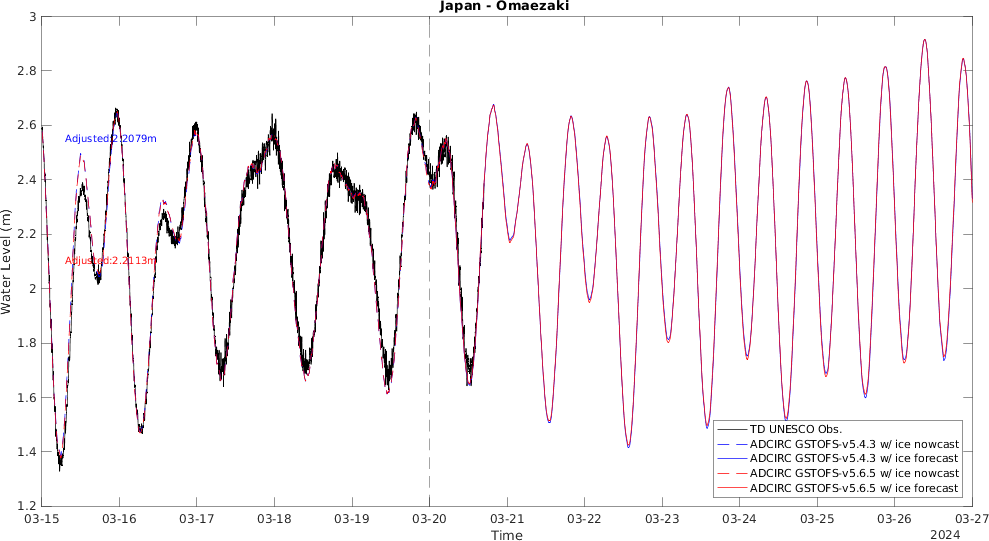 Japan - Omaezaki
Water Level (m)
3
2.8
2.6
2.4
2.2
2
1.8
1.6
1.4
1.2
Adjusted:2.2079m
Adjusted:2.2113m
TD UNESCO Obs.
ADCIRC GSTOFS-v5.4.3 w/ ice nowcast
ADCIRC GSTOFS-v5.4.3 w/ ice forecast
ADCIRC GSTOFS-v5.6.5 w/ ice nowcast
ADCIRC GSTOFS-v5.6.5 w/ ice forecast
03-15 03-16 03-17 03-18 03-19 03-20 03-21 03-22 03-23 03-24 03-25 03-26 03-27
Time
2024